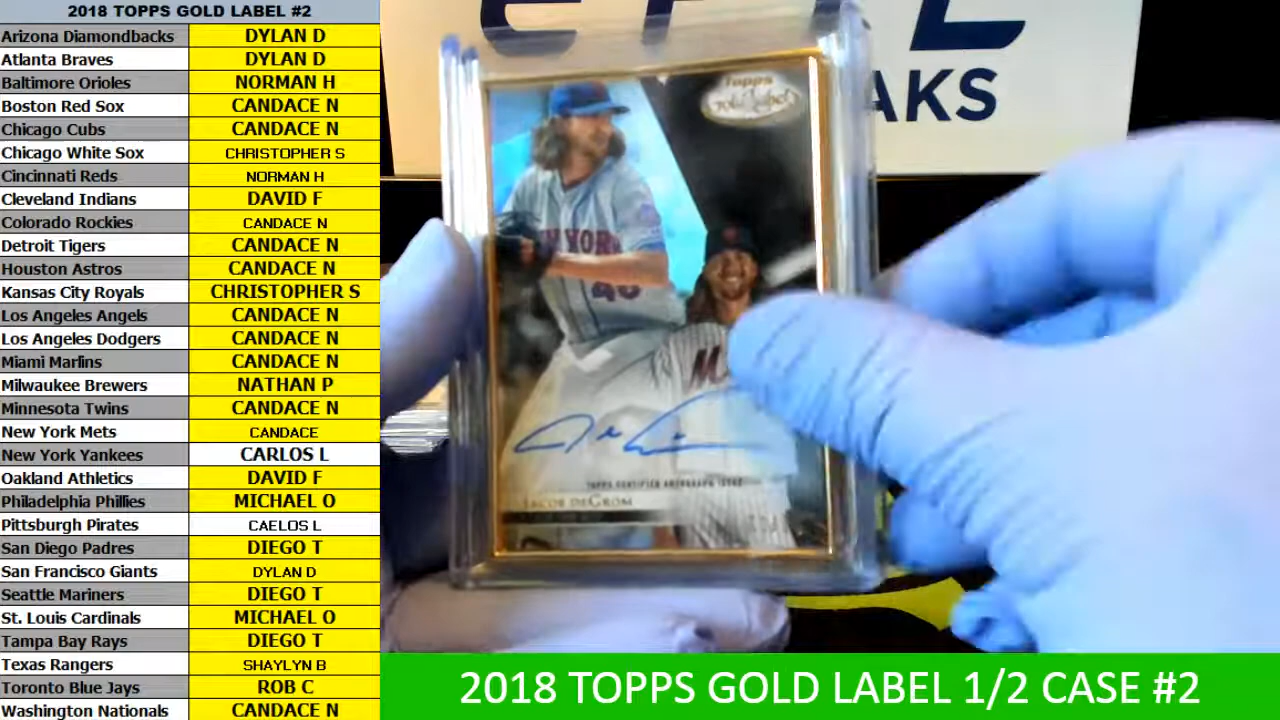 2018 TOPPS GOLD LABEL #2
Arizona Diamondbacks DYLAN D
Atlanta Braves DYLAN D
Baltimore Orioles NORMAN H
Boston Red Sox CANDACE N
Chicago Cubs CANDACE N
Chicago White Sox CHRISTOPHER S
Cincinnati Reds NORMAN H
Cleveland Indians DAVID F
Colorado Rockies CANDACE N
Detroit Tigers CANDACE N
Houston Astros CANDACE N
Kansas City Royals CHRISTOPHER S
Los Angeles Angels CANDACE N
Los Angeles Dodgers CANDACE N
Miami Marlins CANDACE N
Milwaukee Brewers NATHAN P
Minnesota Twins CANDACE N
New York Mets CANDACE
New York Yankees CARLOS L
Oakland Athletics DAVID F
Philadelphia Phillies MICHAEL O
Pittsburgh Pirates CAELOS L
San Diego Padres DIEGO T
San Francisco Giants DYLAN D
Seattle Mariners DIEGO T
St. Louis Cardinals MICHAEL O
Tampa Bay Rays DIEGO T
Texas Rangers SHAYLYN B
Toronto Blue Jays ROB C
Washington Nationals CANDACE N
AKS
Topps
Gold Label
NEW YORK
48
M
TOPPS CERTIFIED AUTOGRAPH ISSUE
JACOB DEGROM
2018 TOPPS GOLD LABEL 1/2 CASE #2